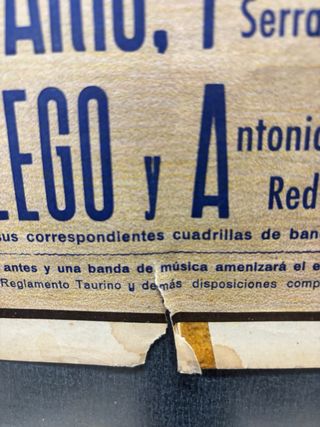 ARIO, Y Serra
LEGO y Antonio
Red
sus correspondientes cuadrillas de ban
antes y una banda de música amenizará el e
Reglamento Taurino y demás disposiciones comp